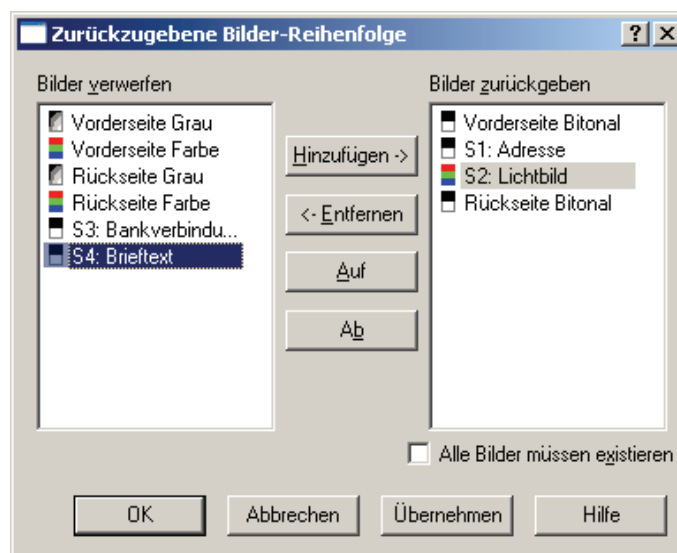 Zurückzugebene Bilder-Reihenfolge
Bilder verwerfen
Vorderseite Grau
Vorderseite Farbe
Rückseite Grau
Rückseite Farbe
S3: Bankverbindu...
S4: Brieftext
Hinzufügen ->
<- Entfernen
Auf
Ab
Bilder zurückgeben
Vorderseite Bitonal
S1: Adresse
S2: Lichtbild
Rückseite Bitonal
Alle Bilder müssen existieren
OK
Abbrechen
Übernehmen
Hilfe